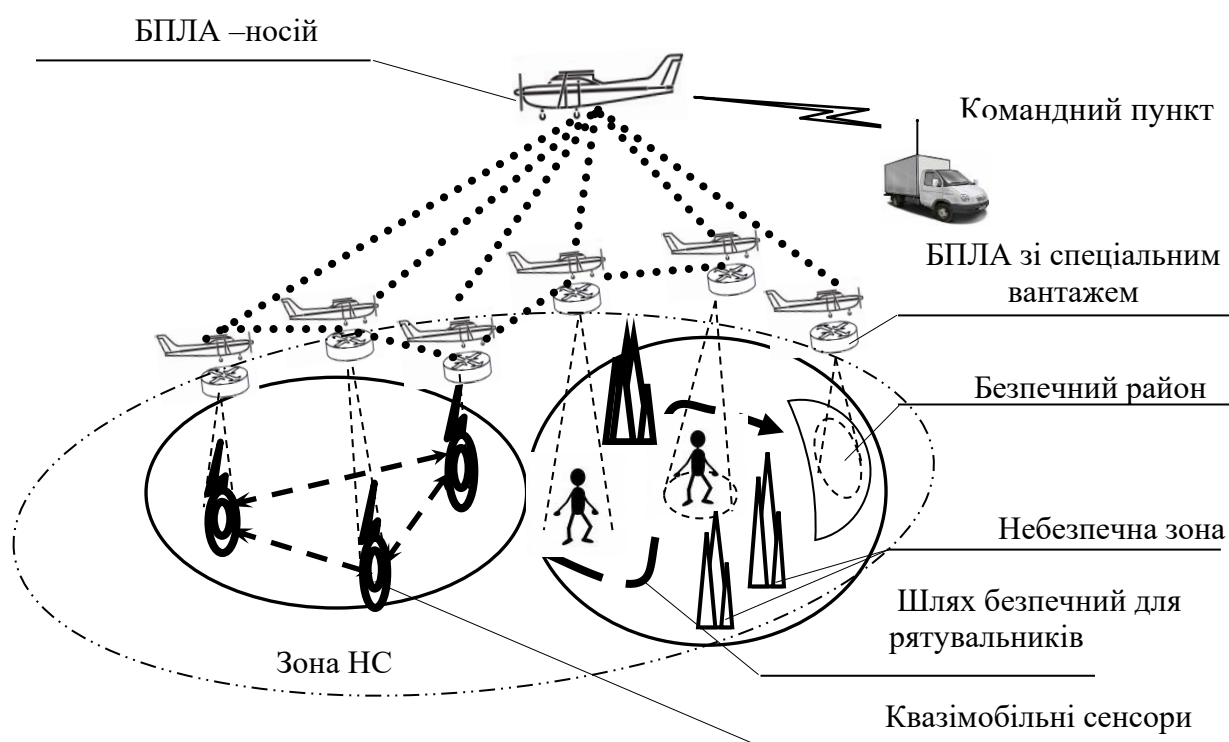 БПЛА –носій
Командний пункт
БПЛА зі спеціальним
вантажем
Безпечний район
Небезпечна зона
Шлях безпечний для
рятувальників
Зона НС
Квазімобільні сенсори